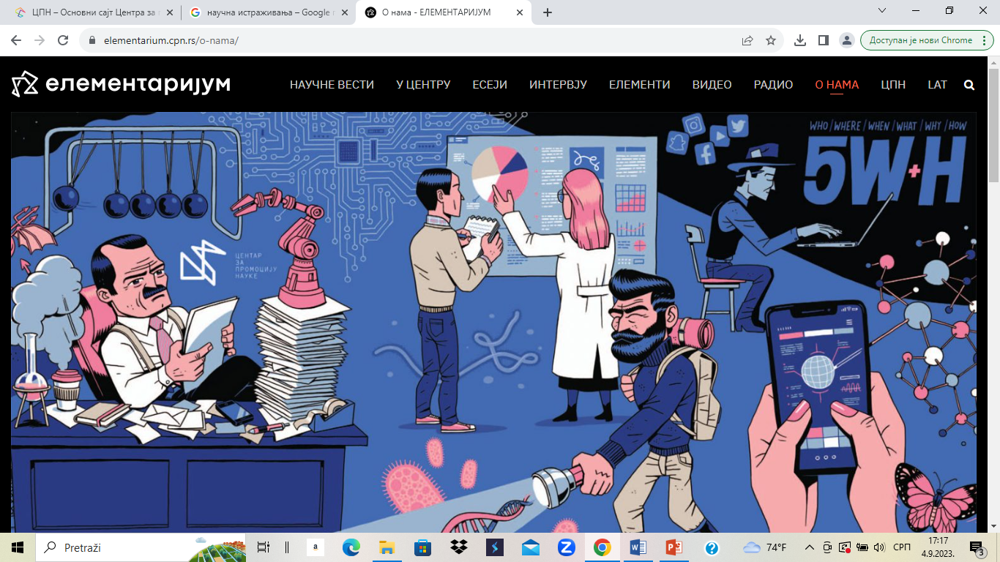 ЦПН – Основни сајт Центра за
научна истраживања – Google
О нама - ЕЛЕМЕНТАРИЈУМ
elementarium.cpn.rs/o-nama/
Доступан је нови Chrome
елементаријум
НАУЧНЕ ВЕСТИ
У ЦЕНТРУ
ЕСЕЈИ
ИНТЕРВЈУ
ЕЛЕМЕНТИ
ВИДЕО
РАДИО
О НАМА
ЦПН
LAT
WHO / WHERE / WHEN / WHAT / WHY / HOW
5W+H
ЦЕНТАР
ЗА
ПРОМОЦИЈУ
НАУКЕ
Pretraži
a
74°F
СРП
17:17
4.9.2023.
3